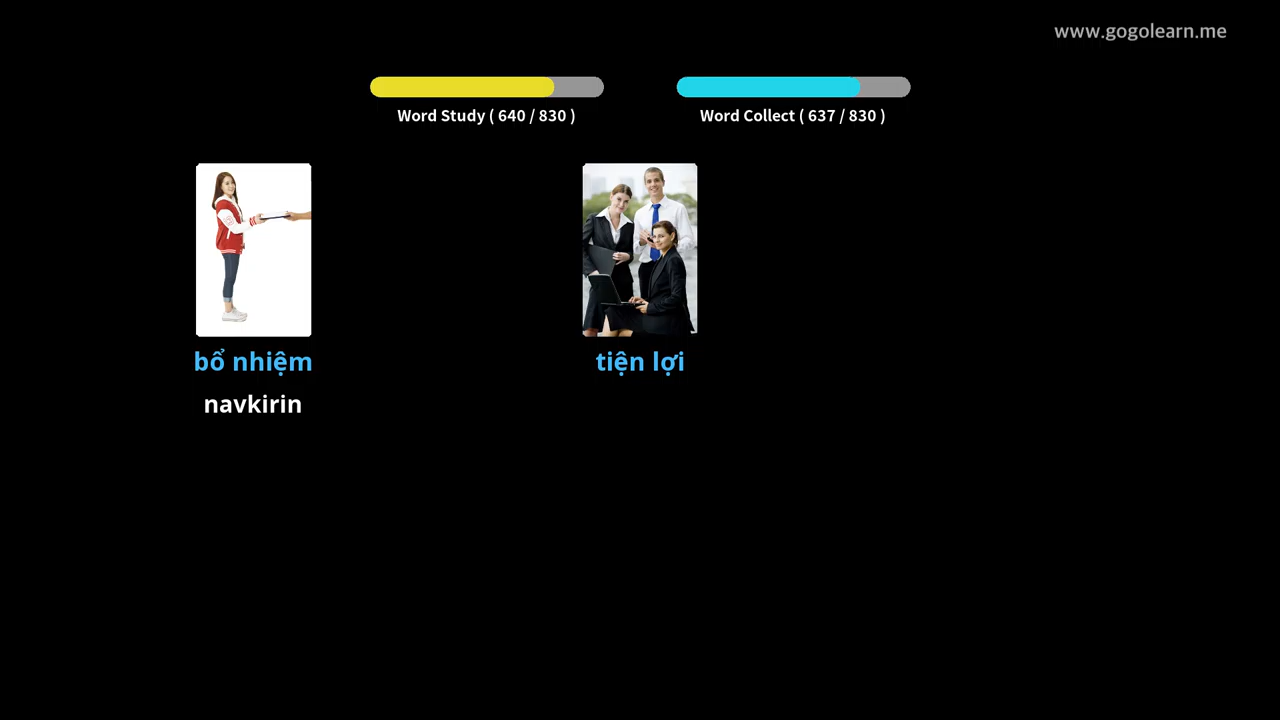 www.gogolearn.me
Word Study ( 640 / 830 )
Word Collect ( 637 / 830 )
bổ nhiệm
tiện lợi
navkirin